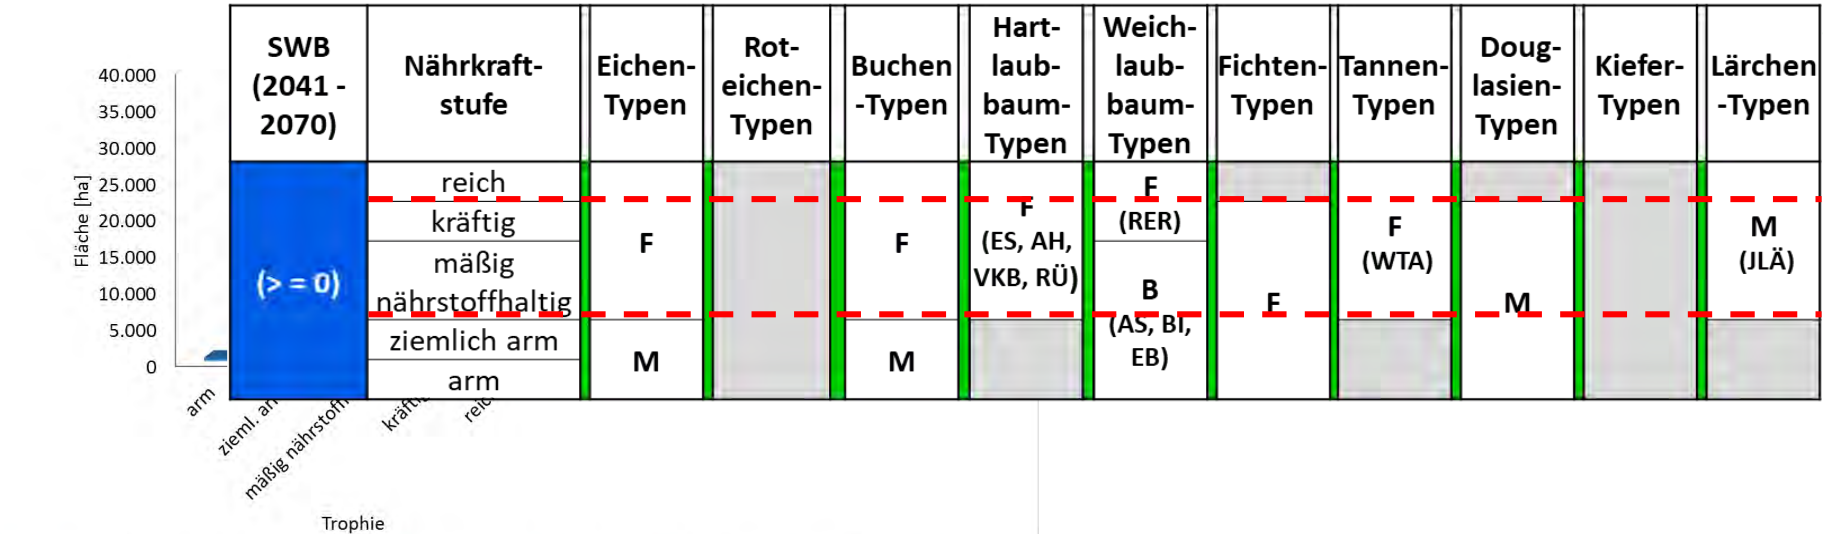 SWB
(2041 -
2070)
Nährkraft-
stufe
Eichen-
Typen
Rot-
eichen-
Typen
Buchen
-Typen
Hart-
laub-
baum-
Typen
Weich-
laub-
baum-
Typen
Fichten-
Typen
Tannen-
Typen
Doug-
lasien-
Typen
Kiefer-
Typen
Lärchen
-Typen
(> = 0)
reich
kräftig
mäßig
nährstoffhaltig
ziemlich arm
arm
F
M
F
M
F
(ES, AH,
VKB, RÜ)
F
(RER)
B
(AS, BI,
EB)
F
F
(WTA)
M
M
(JLÄ)
Fläche [ha]
40.000
35.000
30.000
25.000
20.000
15.000
10.000
5.000
0
arm
zieml. ar
mäßig nährstoff
kräftig
reic
Trophie